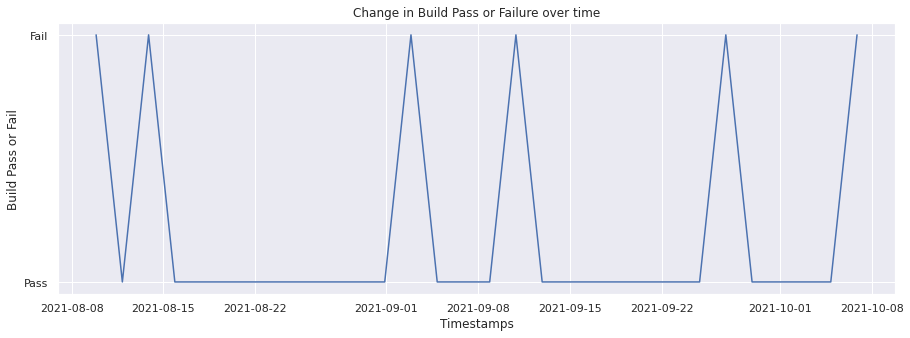 Change in Build Pass or Failure over time
Fail
Build Pass or Fail
Pass
2021-08-08 2021-08-15 2021-08-22 2021-09-01 2021-09-08 2021-09-15 2021-09-22 2021-10-01 2021-10-08
Timestamps